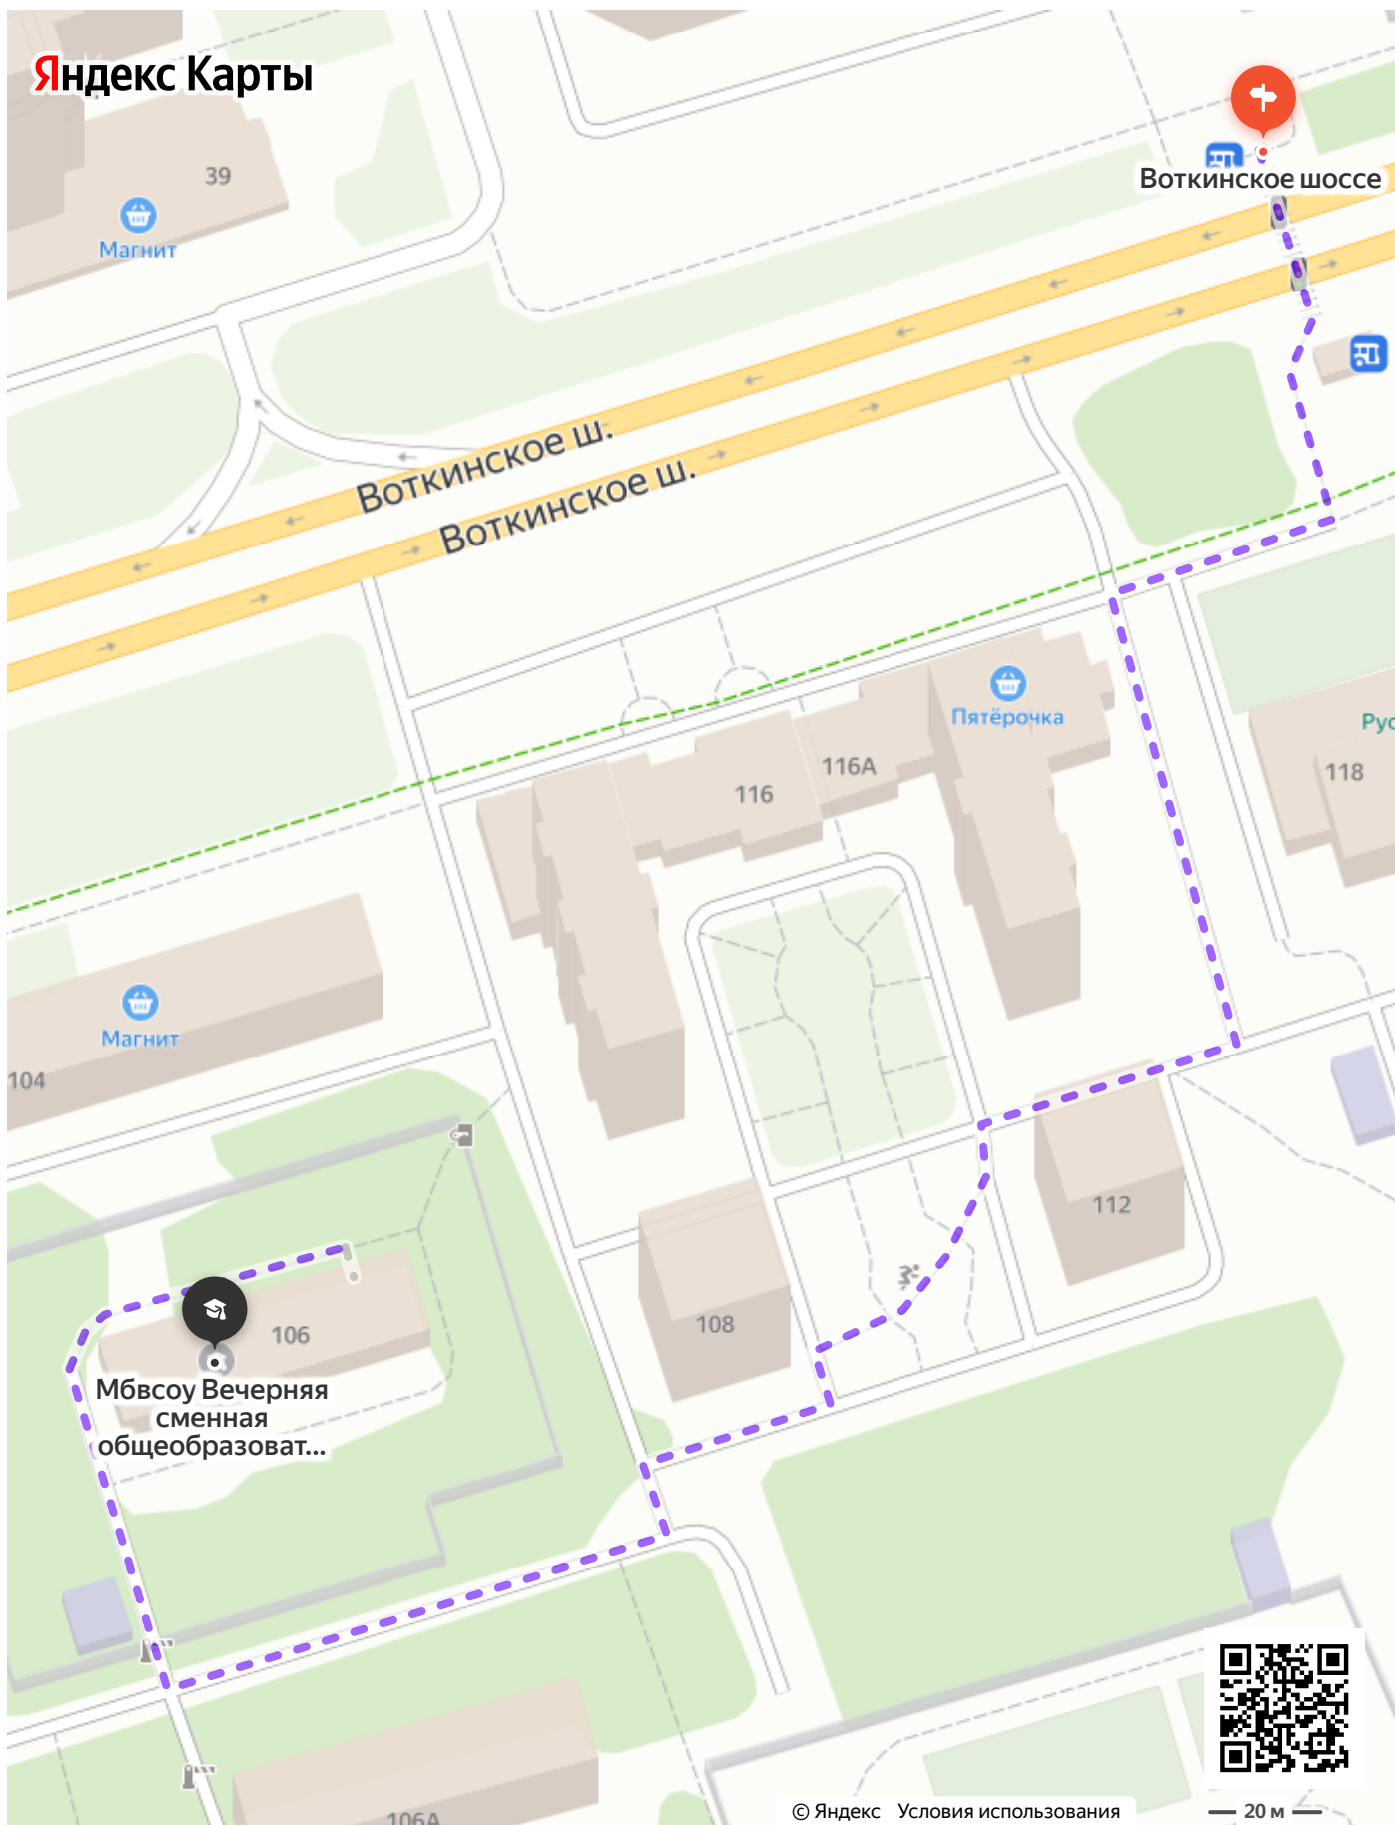 Яндекс Карты
39
Магнит
Воткинское шоссе
Воткинское ш.
Воткинское ш.
Пятёрочка
116А
116
Рус
118
Магнит
104
112
108
106
Мбвсоу Вечерняя
сменная
общеобразоват...
106А
© Яндекс Условия использования
20 м